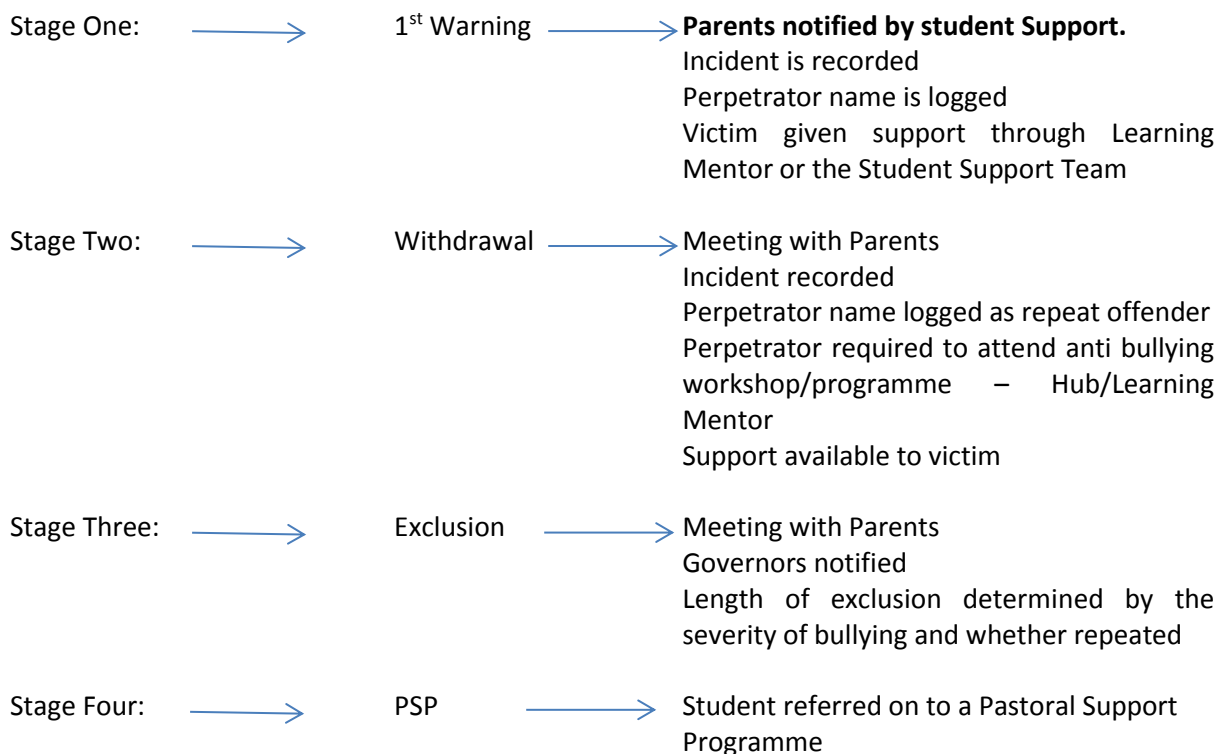 Stage One: 1st Warning Parents notified by student Support.
Incident is recorded
Perpetrator name is logged
Victim given support through Learning
Mentor or the Student Support Team
Stage Two: Withdrawal Meeting with Parents
Incident recorded
Perpetrator name logged as repeat offender
Perpetrator required to attend anti bullying
workshop/programme – Hub/Learning
Mentor
Support available to victim
Stage Three: Exclusion Meeting with Parents
Governors notified
Length of exclusion determined by the
severity of bullying and whether repeated
Stage Four: PSP Student referred on to a Pastoral Support
Programme